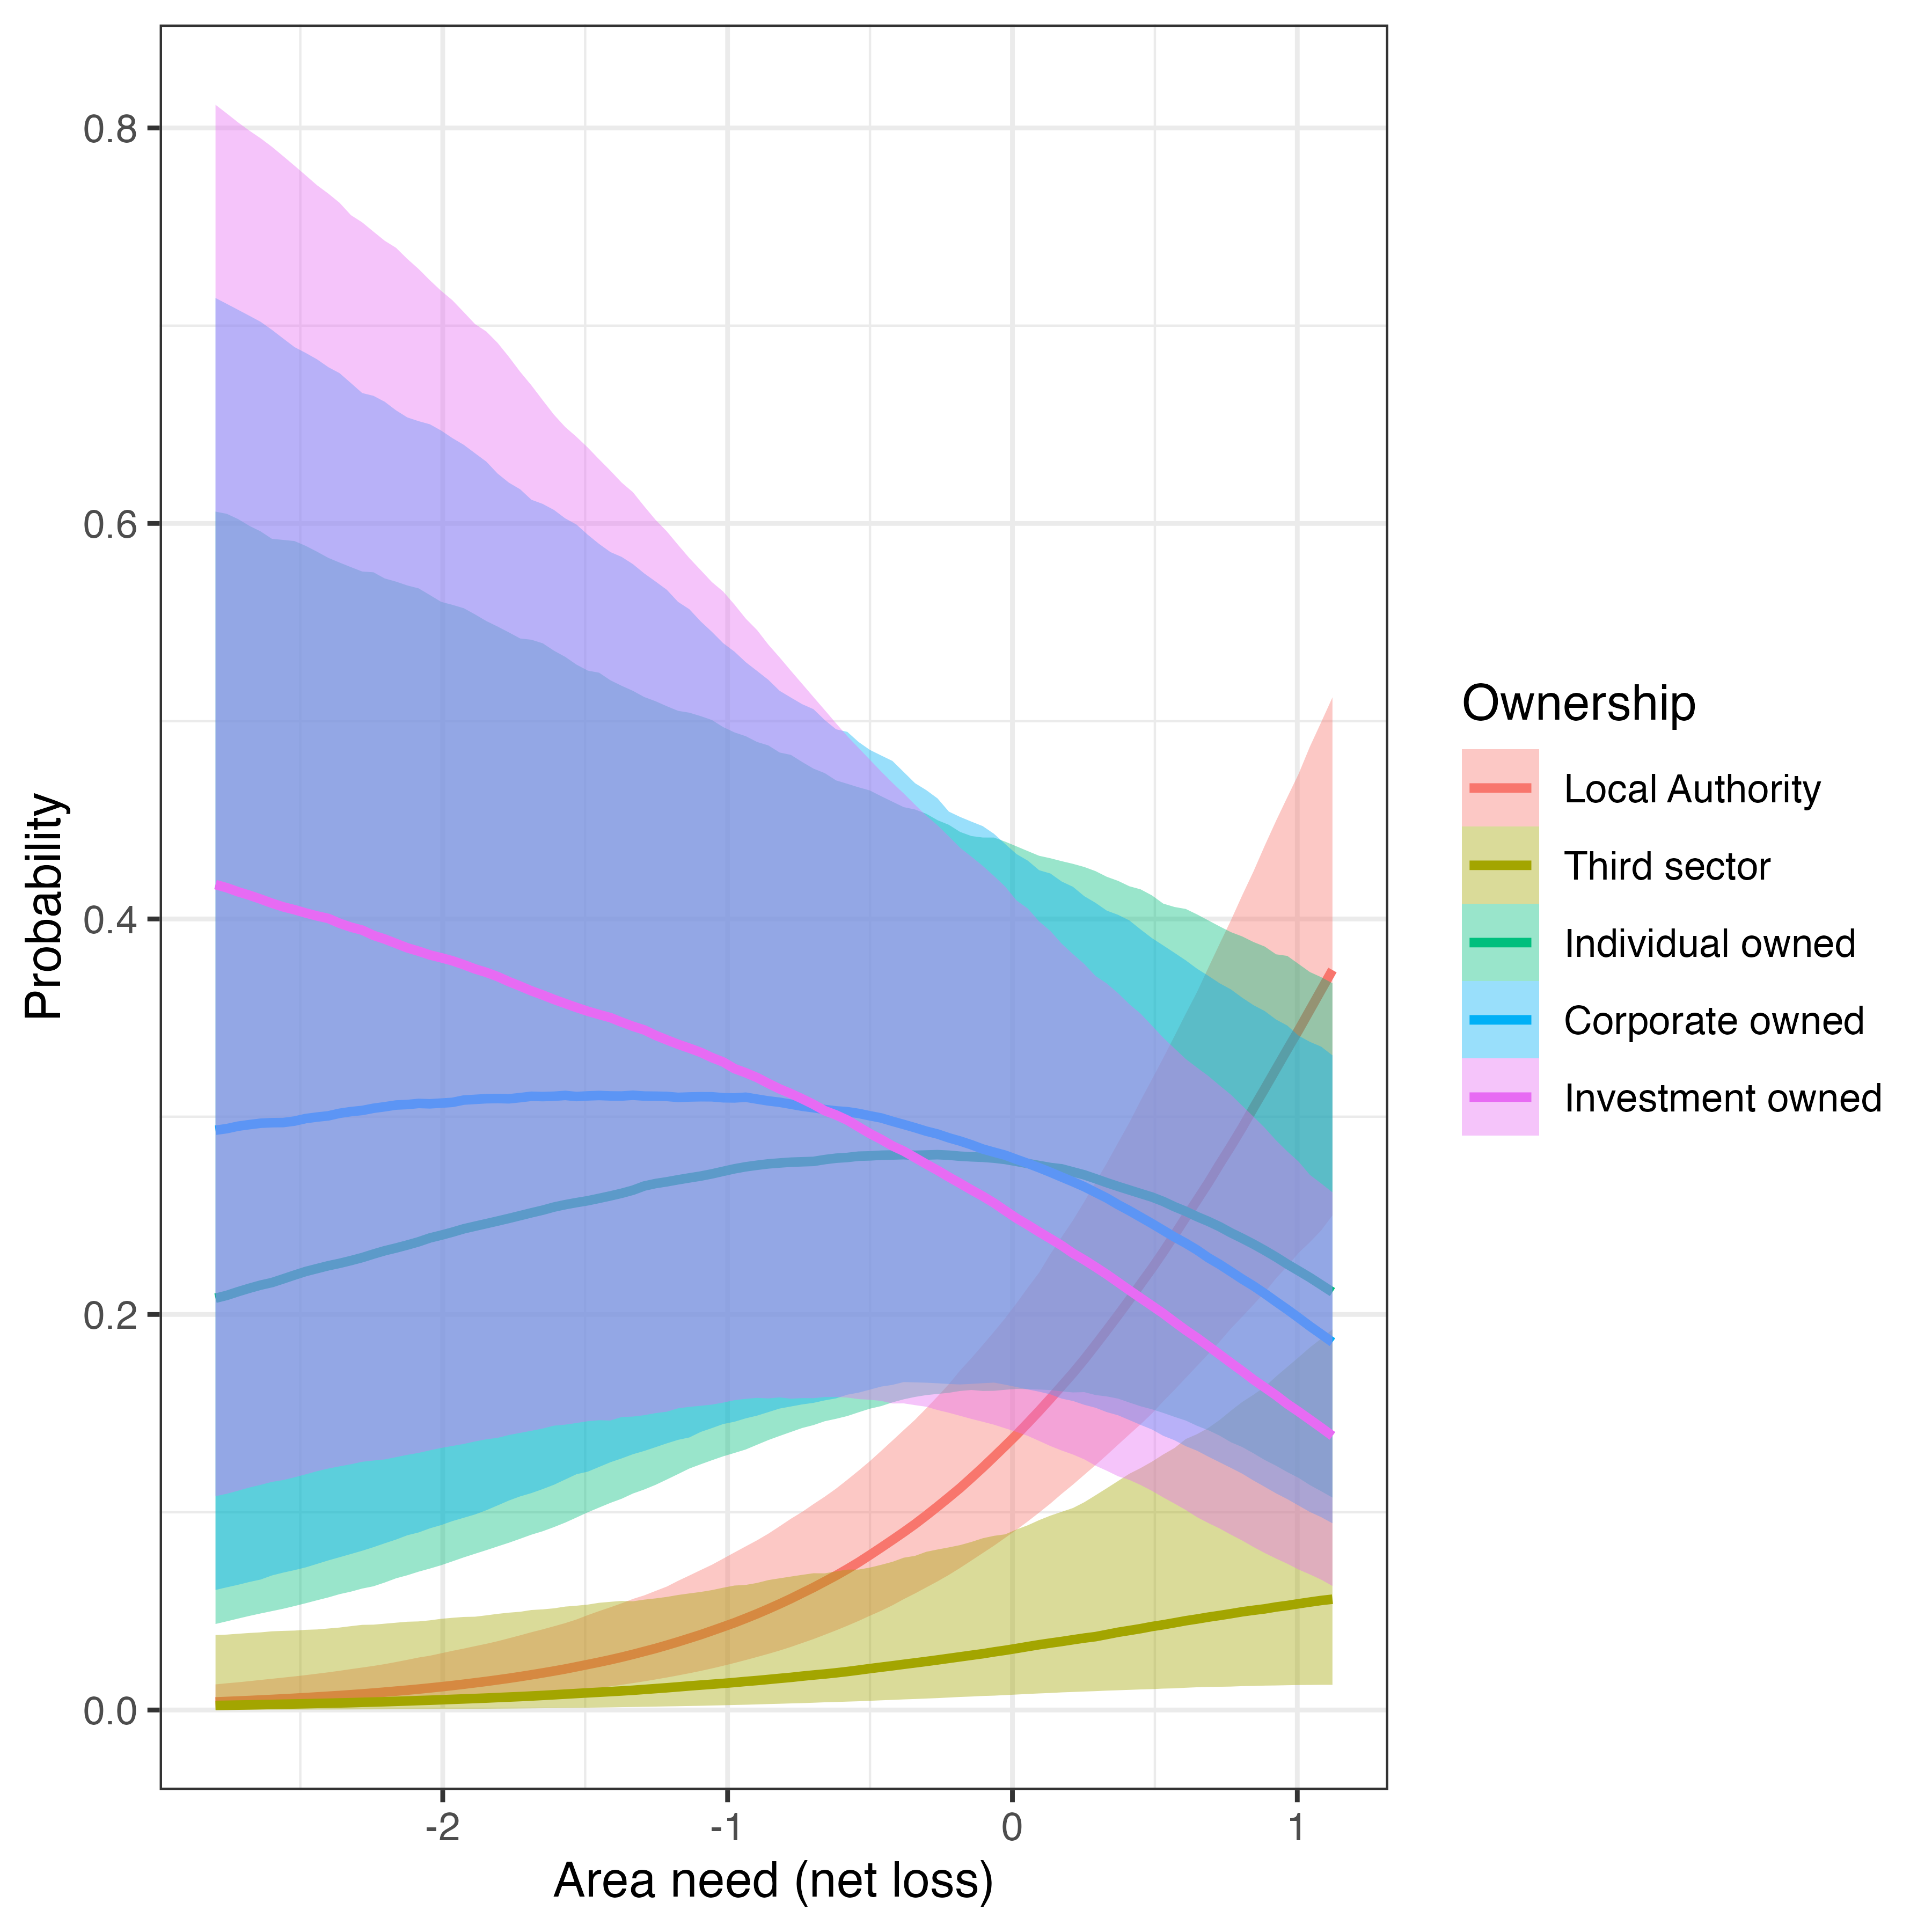 0.8
0.6
0.4
0.2
0.0
Probability
-2
-1
0
1
Area need (net loss)
Ownership
Local Authority
Third sector
Individual owned
Corporate owned
Investment owned